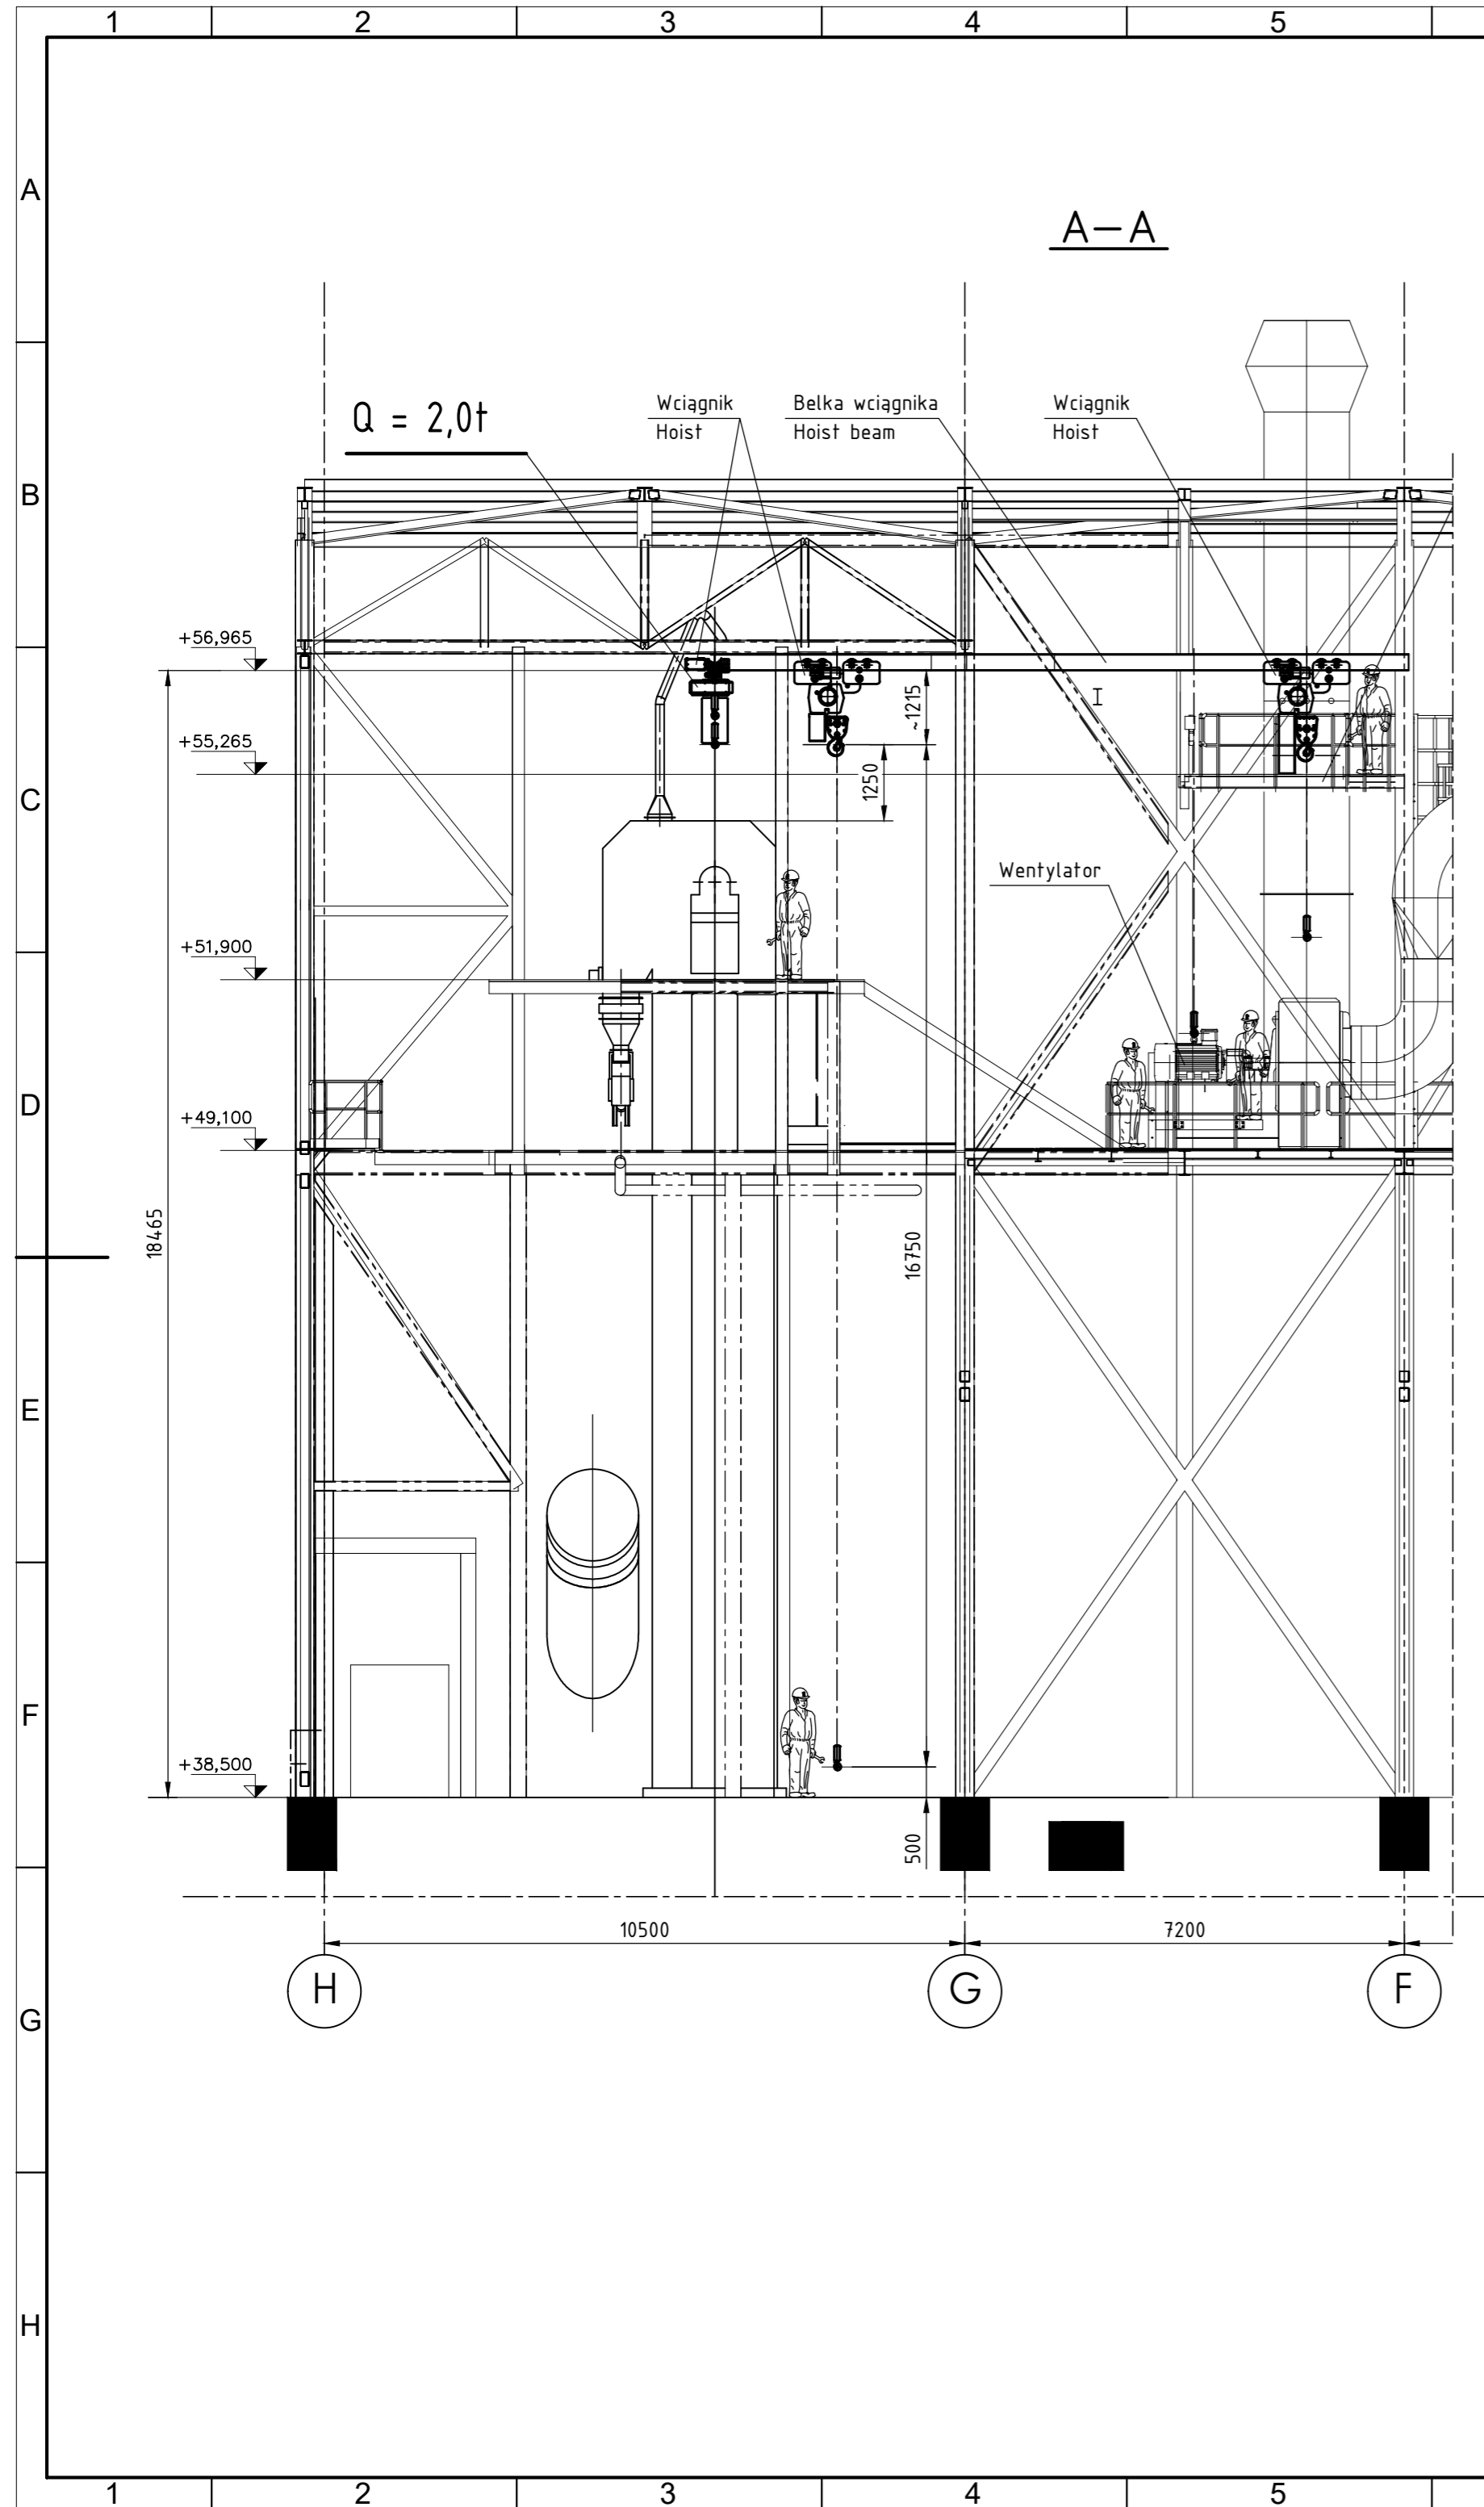 1 2 3 4 5
A
A–A
Q = 2,0t
Wciągnik
Hoist
Belka wciągnika
Hoist beam
Wciągnik
Hoist
B
+56,965
~1215
I
+55,265
1250
C
Wentylator
+51,900
D
+49,100
18465
16750
E
F
+38,500
500
10500
7200
H
G
F
G
H
1 2 3 4 5